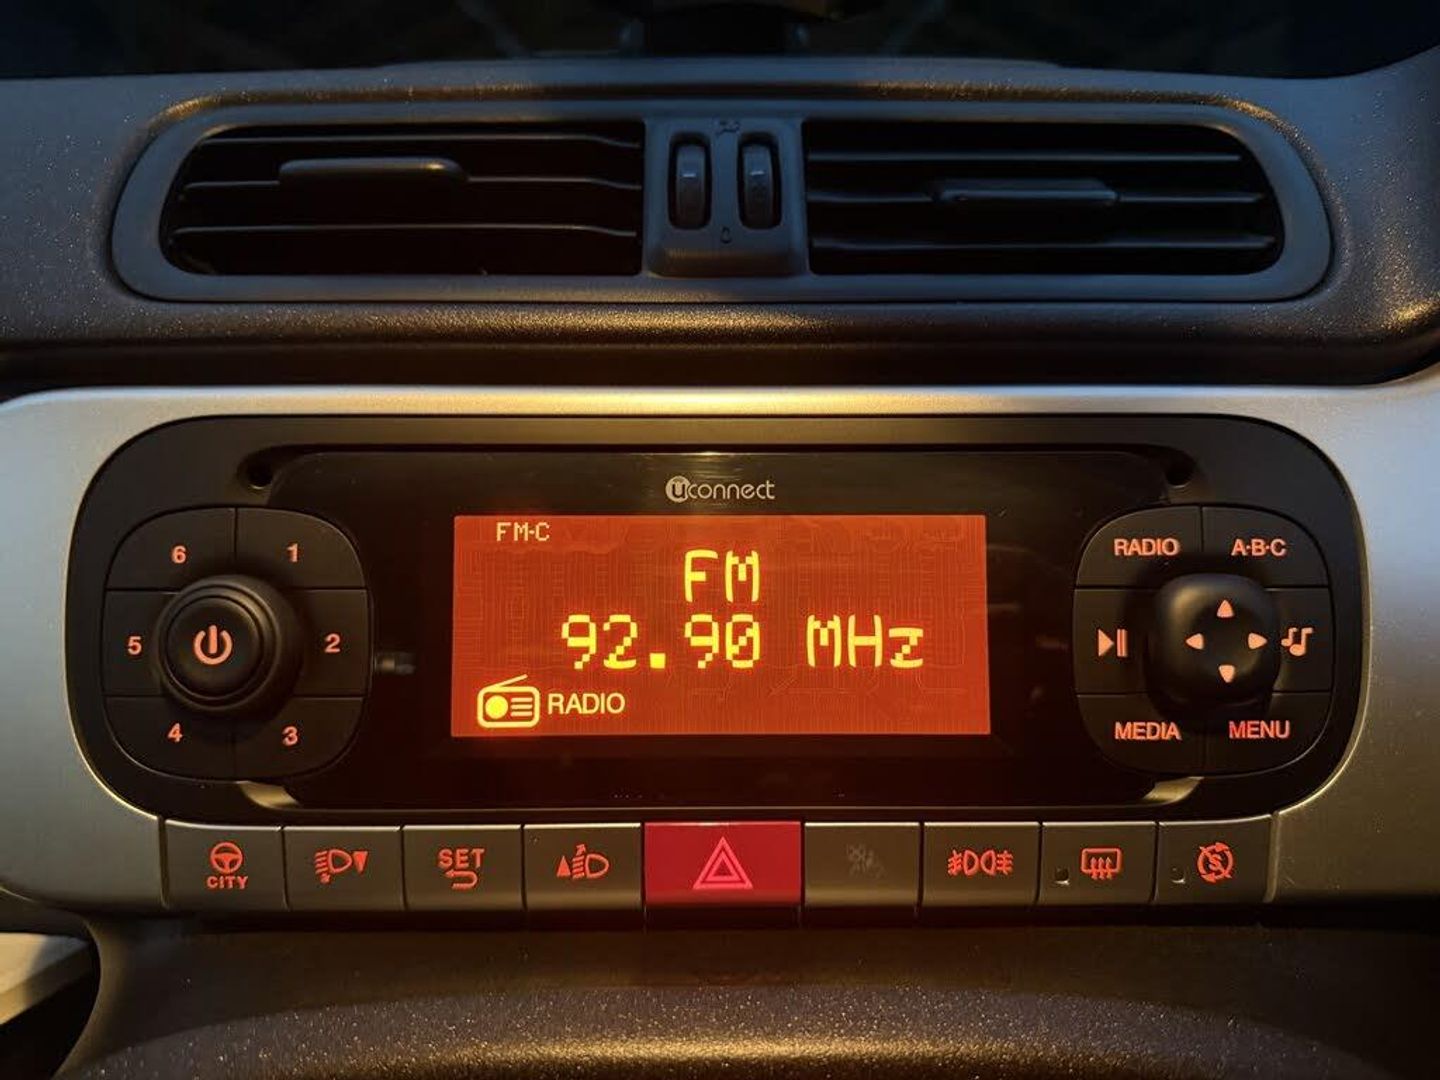 uconnect
FM-C
FM
92.90 MHz
RADIO
6
1
5
2
4
3
RADIO
A·B·C
MEDIA
MENU
CITY
SET
S